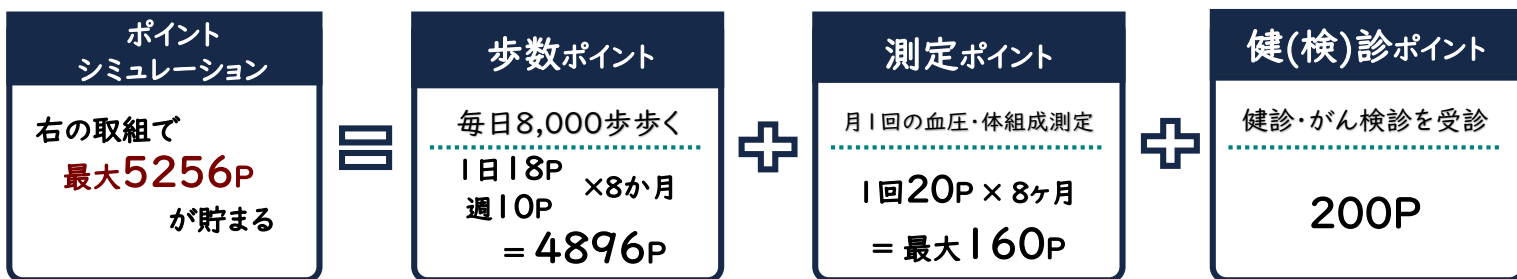 ポイント
シミュレーション
右の取組で
最大5256P
が貯まる
=
歩数ポイント
毎日8,000歩歩く
1日18P
週10P
×8か月
=4896P
+
測定ポイント
月1回の血圧・体組成測定
1回20P×8ヶ月
=最大160P
+
健(検)診ポイント
健診・がん検診を受診
200P